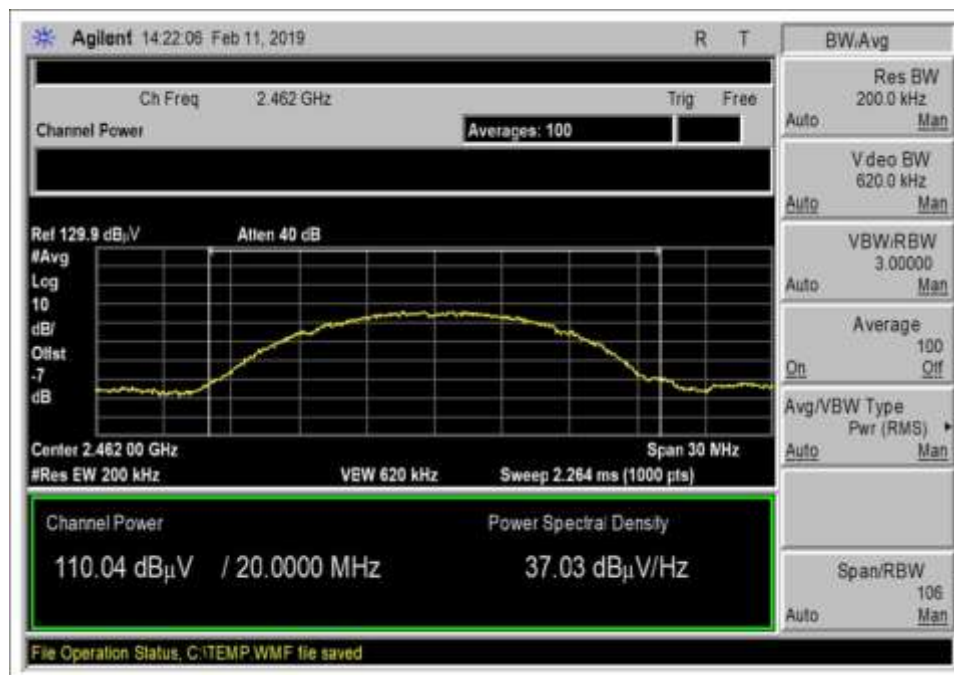 Agilent 14:22:06 Feb 11, 2019 R T
Ch Freq 2.462 GHz Trig Free
Channel Power Averages: 100
Ref 129.9 dBµV Atten 40 dB
#Avg
Log
10
dB/
Offst
-7
dB
Center 2.462 00 GHz Span 30 MHz
#Res BW 200 kHz VBW 620 kHz Sweep 2.264 ms (1000 pts)
Channel Power Power Spectral Density
110.04 dBµV / 20.0000 MHz 37.03 dBµV/Hz
File Operation Status, C:\TEMP.WMF file saved
BW/Avg
Res BW
200.0 kHz
Auto Man
Video BW
620.0 kHz
Auto Man
VBW/RBW
3.00000
Auto Man
Average
100
On Off
Avg/VBW Type
Pwr (RMS)
Auto Man
Span/RBW
106
Auto Man